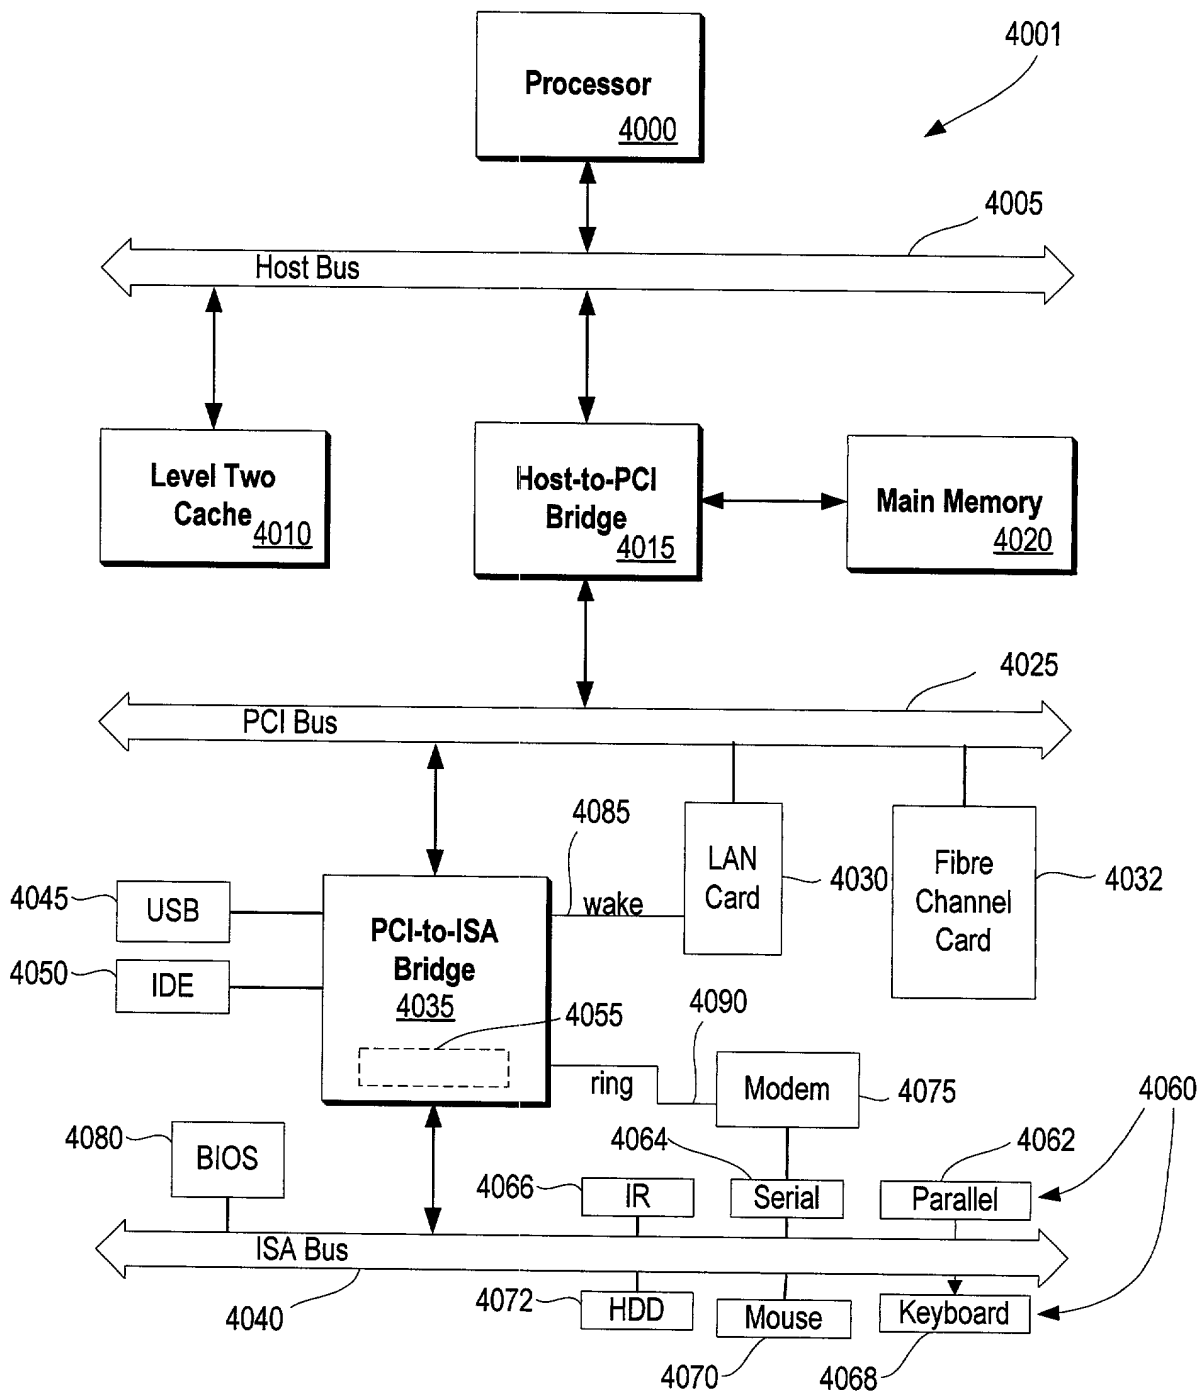 4001
Processor
4000
4005
Host Bus
Level Two
Cache
4010
Host-to-PCI
Bridge
4015
Main Memory
4020
4025
PCI Bus
4085
wake
LAN
Card
4030
Fibre
Channel
Card
4032
4045
USB
4050
IDE
PCI-to-ISA
Bridge
4035
4055
4090
ring
Modem
4075
4060
4080
BIOS
4064
4062
4066
IR
Serial
Parallel
ISA Bus
4040
4072
HDD
Mouse
4070
Keyboard
4068